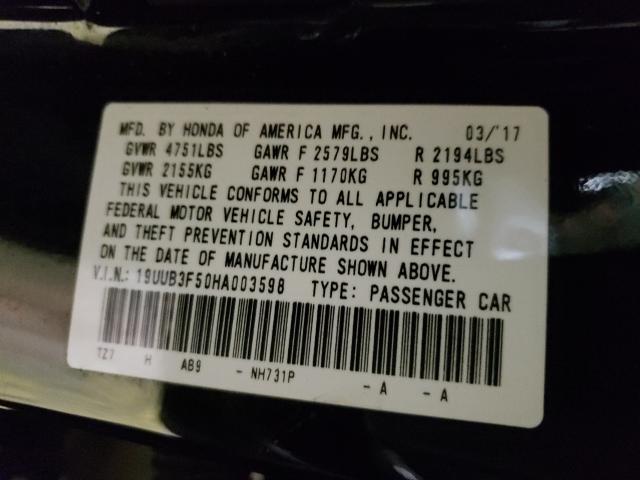 MFD. BY HONDA OF AMERICA MFG., INC. 03/'17
GVWR 4751LBS GAWR F 2579LBS R 2194LBS
GVWR 2155KG GAWR F 1170KG R 995KG
THIS VEHICLE CONFORMS TO ALL APPLICABLE
FEDERAL MOTOR VEHICLE SAFETY, BUMPER,
AND THEFT PREVENTION STANDARDS IN EFFECT
ON THE DATE OF MANUFACTURE SHOWN ABOVE.
V.I.N.: 19UUB3F50HA003598 TYPE: PASSENGER CAR
TZ7 H AB9 - NH731P - A - A